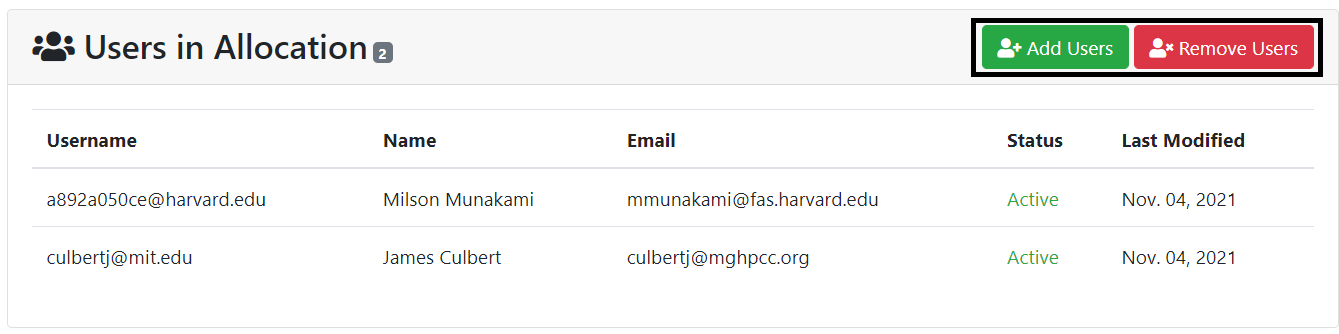 Users in Allocation 2 Add Users Remove Users
Username Name Email Status Last Modified
a892a050ce@harvard.edu Milson Munakami mmunakami@fas.harvard.edu Active Nov. 04, 2021
culbertj@mit.edu James Culbert culbertj@mghpcc.org Active Nov. 04, 2021